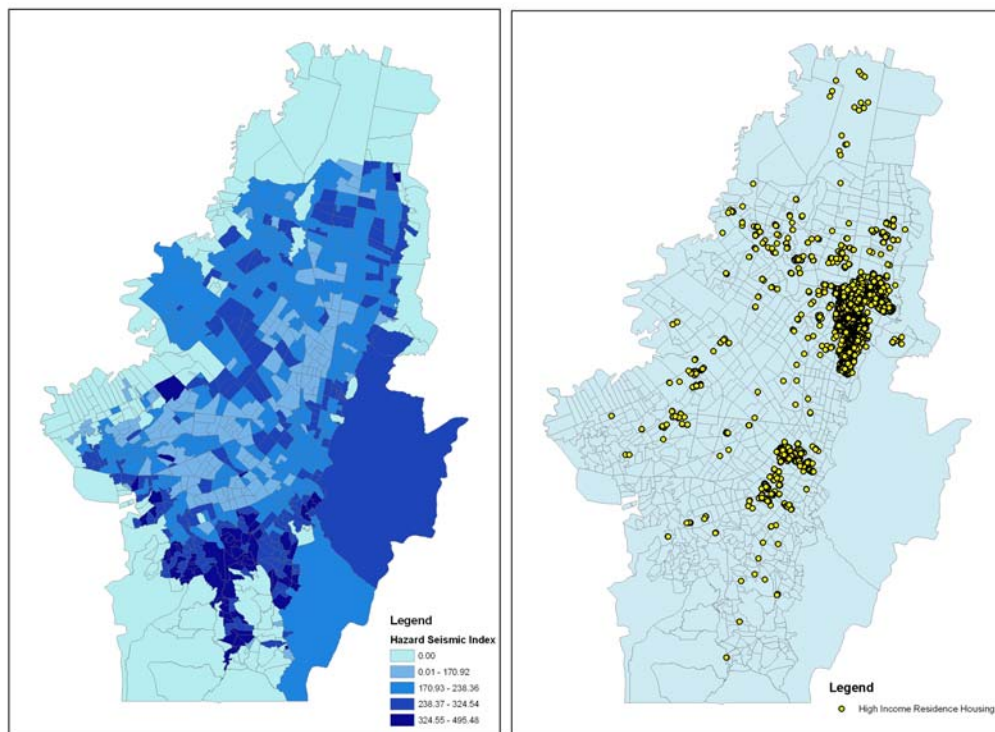 Legend
Hazard Seismic Index
0.00
0,01 - 170.92
170.93 - 238.36
238.37 - 324.54
324.55 - 495.48
Legend
High Income Residence Housing